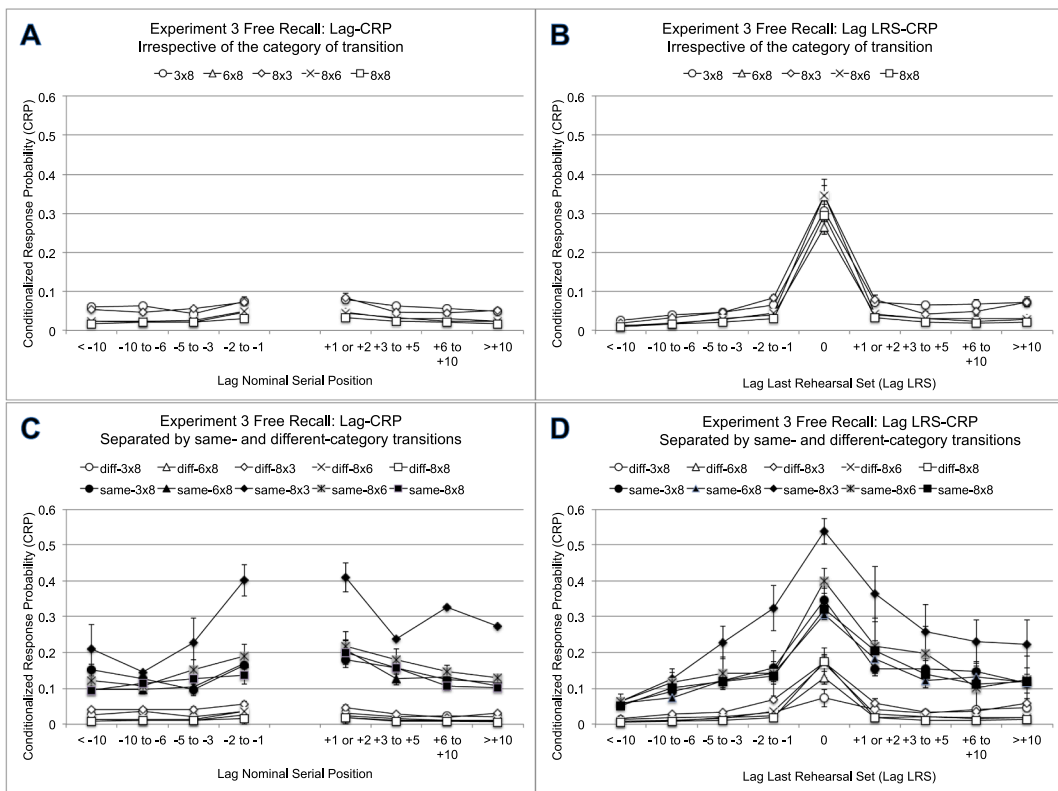 A
Experiment 3 Free Recall: Lag-CRP
Irrespective of the category of transition
3x8 6x8 8x3 8x6 8x8
Conditionalized Response Probability (CRP)
0.6
0.5
0.4
0.3
0.2
0.1
0
< -10 -10 to -6 -5 to -3 -2 to -1 +1 or +2 +3 to +5 +6 to >+10
+10
Lag Nominal Serial Position
B
Experiment 3 Free Recall: Lag LRS-CRP
Irrespective of the category of transition
3x8 6x8 8x3 8x6 8x8
Conditionalized Response Probability (CRP)
0.6
0.5
0.4
0.3
0.2
0.1
0
< -10 -10 to -6 -5 to -3 -2 to -1 0 +1 or +2 +3 to +5 +6 to >+10
+10
Lag Last Rehearsal Set (Lag LRS)
C
Experiment 3 Free Recall: Lag-CRP
Separated by same- and different-category transitions
diff-3x8 diff-6x8 diff-8x3 diff-8x6 diff-8x8
same-3x8 same-6x8 same-8x3 same-8x6 same-8x8
Conditionalized Response Probability (CRP)
0.6
0.5
0.4
0.3
0.2
0.1
0
< -10 -10 to -6 -5 to -3 -2 to -1 +1 or +2 +3 to +5 +6 to >+10
+10
Lag Nominal Serial Position
D
Experiment 3 Free Recall: Lag LRS-CRP
Separated by same- and different-category transitions
diff-3x8 diff-6x8 diff-8x3 diff-8x6 diff-8x8
same-3x8 same-6x8 same-8x3 same-8x6 same-8x8
Conditionalized Response Probability (CRP)
0.6
0.5
0.4
0.3
0.2
0.1
0
< -10 -10 to -6 -5 to -3 -2 to -1 0 +1 or +2 +3 to +5 +6 to >+10
+10
Lag Last Rehearsal Set (Lag LRS)